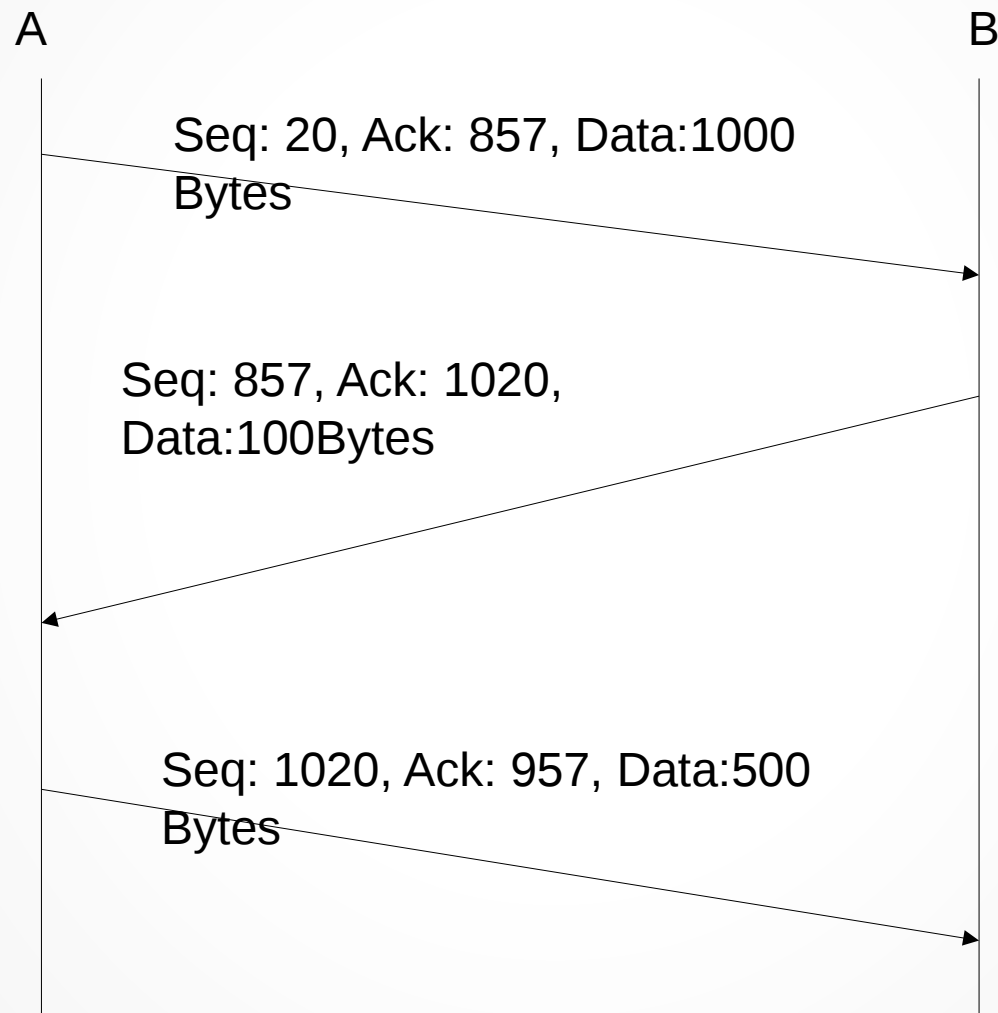 A
B
Seq: 20, Ack: 857, Data:1000
Bytes
Seq: 857, Ack: 1020,
Data:100Bytes
Seq: 1020, Ack: 957, Data:500
Bytes